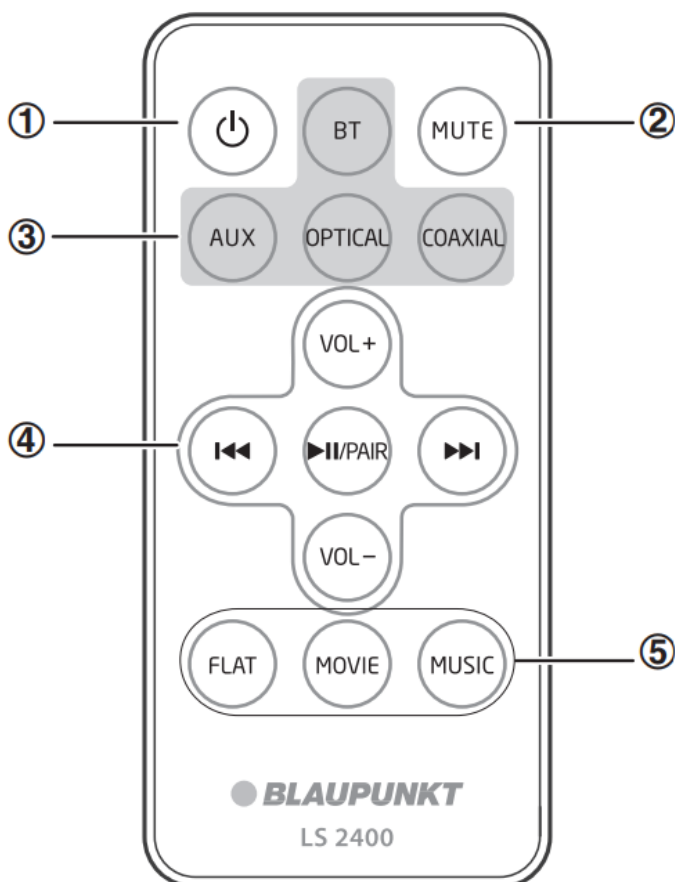 ① BT MUTE ②
③ AUX OPTICAL COAXIAL
VOL+
④ /PAIR
VOL−
FLAT MOVIE MUSIC ⑤
BLAUPUNKT
LS 2400